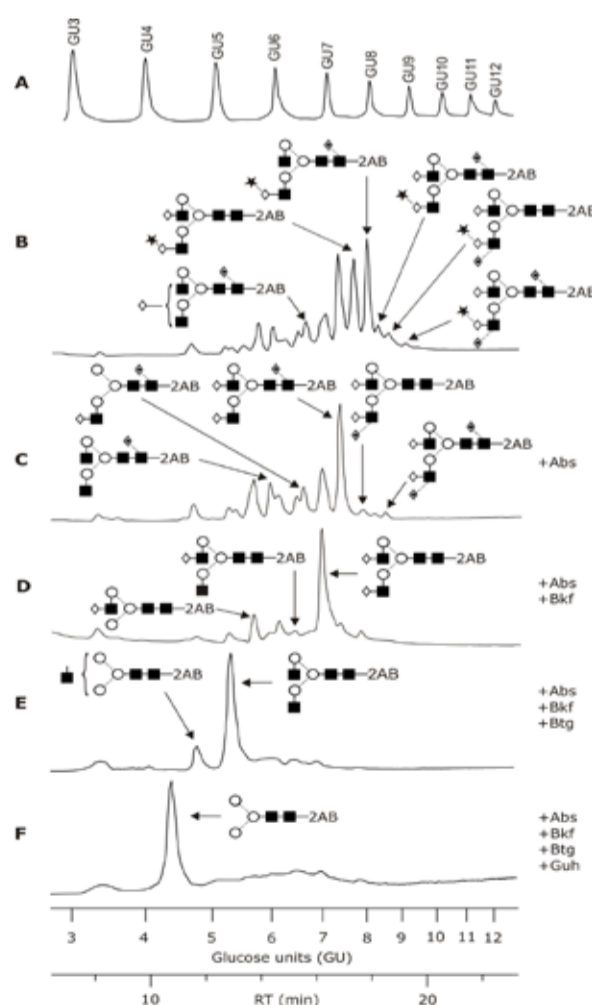 GU3
GU4
GU5
GU6
GU7
GU8
GU9
GU10
GU11
GU12
A
2AB
2AB
2AB
B
2AB
2AB
2AB
2AB
2AB
2AB
2AB
2AB
C
+Abs
2AB
2AB
D
2AB
+Abs
+Bkf
2AB
2AB
E
+Abs
+Bkf
+Btg
2AB
F
+Abs
+Bkf
+Btg
+Guh
3 4 5 6 7 8 9 10 11 12
Glucose units (GU)
10 RT (min) 20